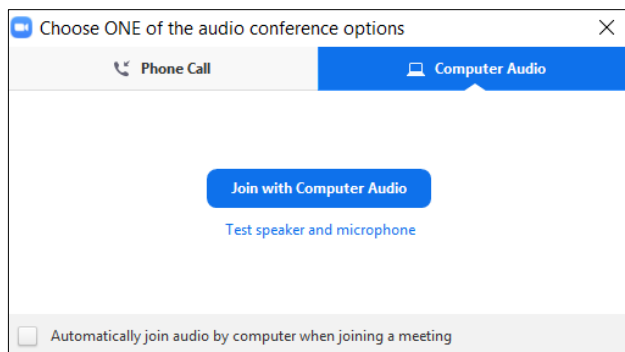 Choose ONE of the audio conference options
Phone Call
Computer Audio
Join with Computer Audio
Test speaker and microphone
Automatically join audio by computer when joining a meeting